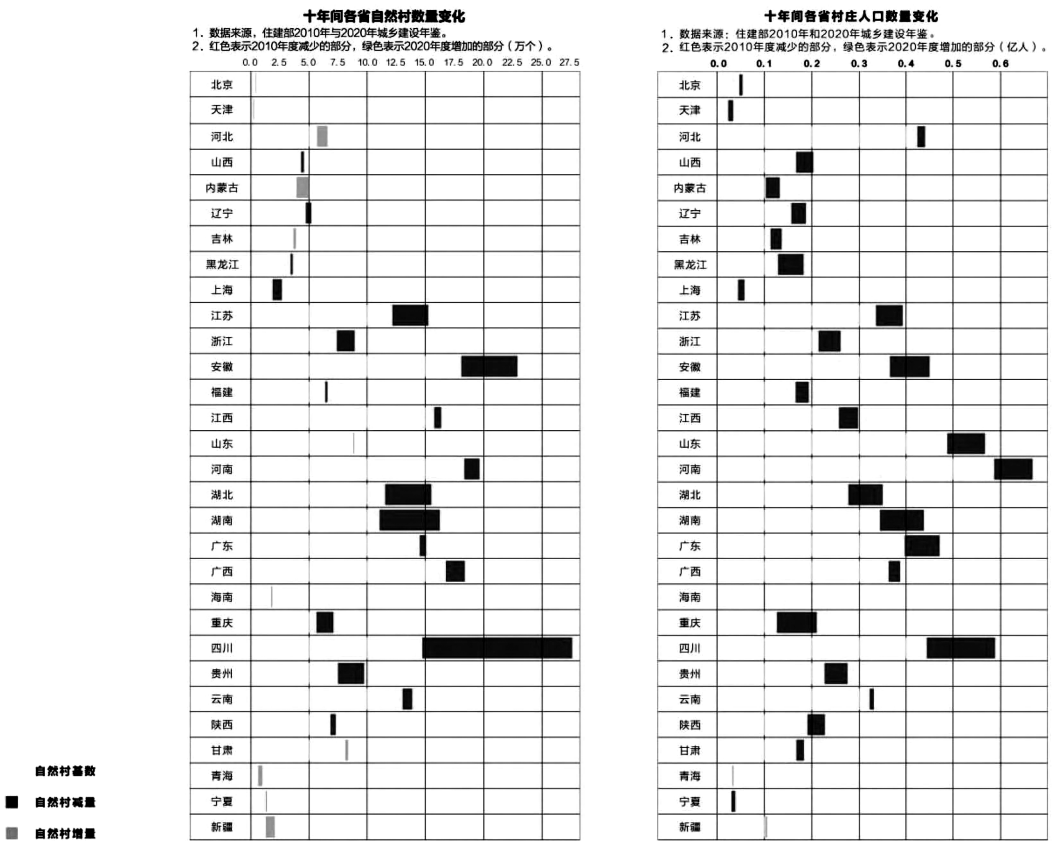 十年间各省自然村数量变化
1. 数据来源，住建部2010年与2020年城乡建设年鉴。
2. 红色表示2010年度减少的部分，绿色表示2020年度增加的部分（万个）。
0.0 2.5 5.0 7.5 10.0 12.5 15.0 17.5 20.0 22.5 25.0 27.5
北京
天津
河北
山西
内蒙古
辽宁
吉林
黑龙江
上海
江苏
浙江
安徽
福建
江西
山东
河南
湖北
湖南
广东
广西
海南
重庆
四川
贵州
云南
陕西
甘肃
青海
宁夏
新疆
自然村基数
自然村减量
自然村增量
十年间各省村庄人口数量变化
1. 数据来源：住建部2010年和2020年城乡建设年鉴。
2. 红色表示2010年度减少的部分，绿色表示2020年度增加的部分（亿人）。
0.0 0.1 0.2 0.3 0.4 0.5 0.6
北京
天津
河北
山西
内蒙古
辽宁
吉林
黑龙江
上海
江苏
浙江
安徽
福建
江西
山东
河南
湖北
湖南
广东
广西
海南
重庆
四川
贵州
云南
陕西
甘肃
青海
宁夏
新疆